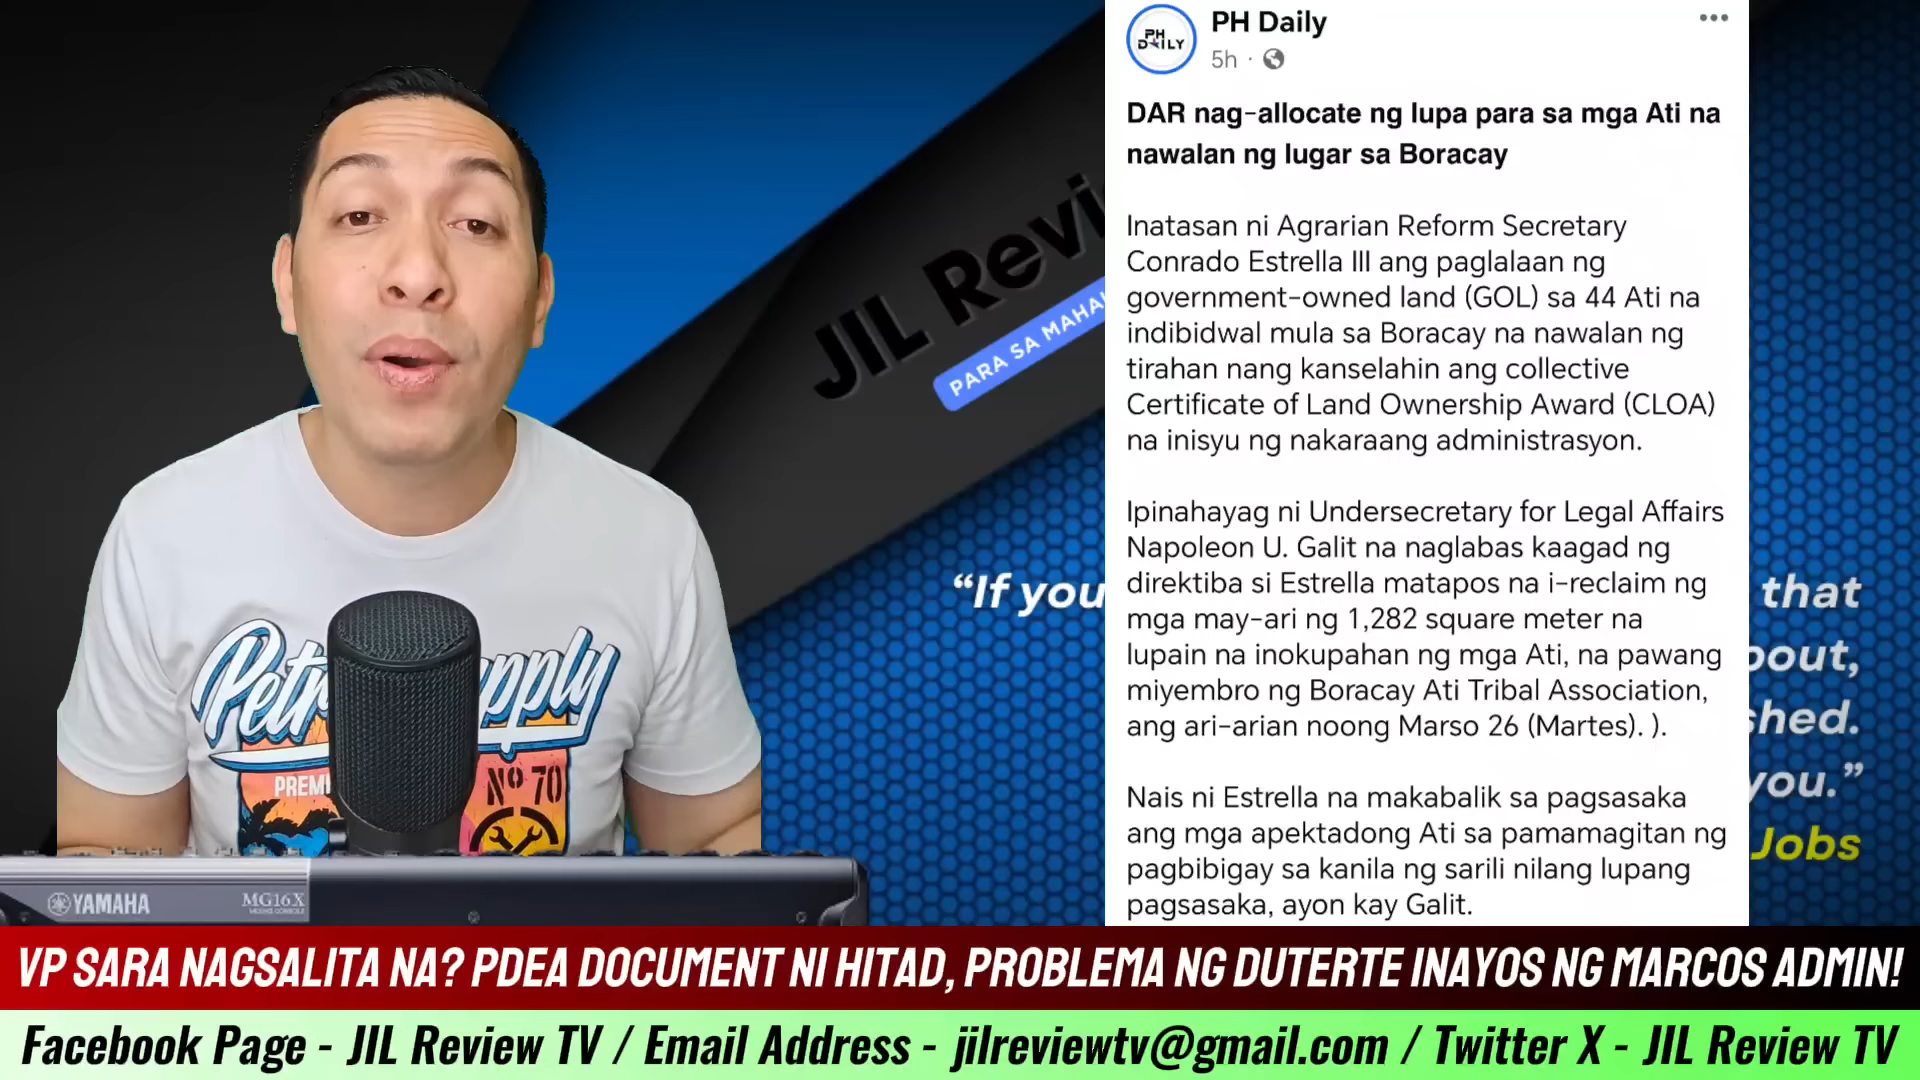 PH DAILY
PH Daily
5h ·
DAR nag-allocate ng lupa para sa mga Ati na
nawalan ng lugar sa Boracay
Inatasan ni Agrarian Reform Secretary
Conrado Estrella III ang paglalaan ng
government-owned land (GOL) sa 44 Ati na
indibidwal mula sa Boracay na nawalan ng
tirahan nang kanselahin ang collective
Certificate of Land Ownership Award (CLOA)
na inisyu ng nakaraang administrasyon.
Ipinahayag ni Undersecretary for Legal Affairs
Napoleon U. Galit na naglabas kaagad ng
direktiba si Estrella matapos na i-reclaim ng
mga may-ari ng 1,282 square meter na
lupain na inokupahan ng mga Ati, na pawang
miyembro ng Boracay Ati Tribal Association,
ang ari-arian noong Marso 26 (Martes). ).
Nais ni Estrella na makabalik sa pagsasaka
ang mga apektadong Ati sa pamamagitan ng
pagbibigay sa kanila ng sarili nilang lupang
pagsasaka, ayon kay Galit.
JIL Revi
PARA SA MAHA
“If you
that
bout,
shed.
you.”
Jobs
PREMI
Nº 70
YAMAHA
MG16X
MIXING CONSOLE
VP SARA NAGSALITA NA? PDEA DOCUMENT NI HITAD, PROBLEMA NG DUTERTE INAYOS NG MARCOS ADMIN!
Facebook Page - JIL Review TV / Email Address - jilreviewtv@gmail.com / Twitter X - JIL Review TV